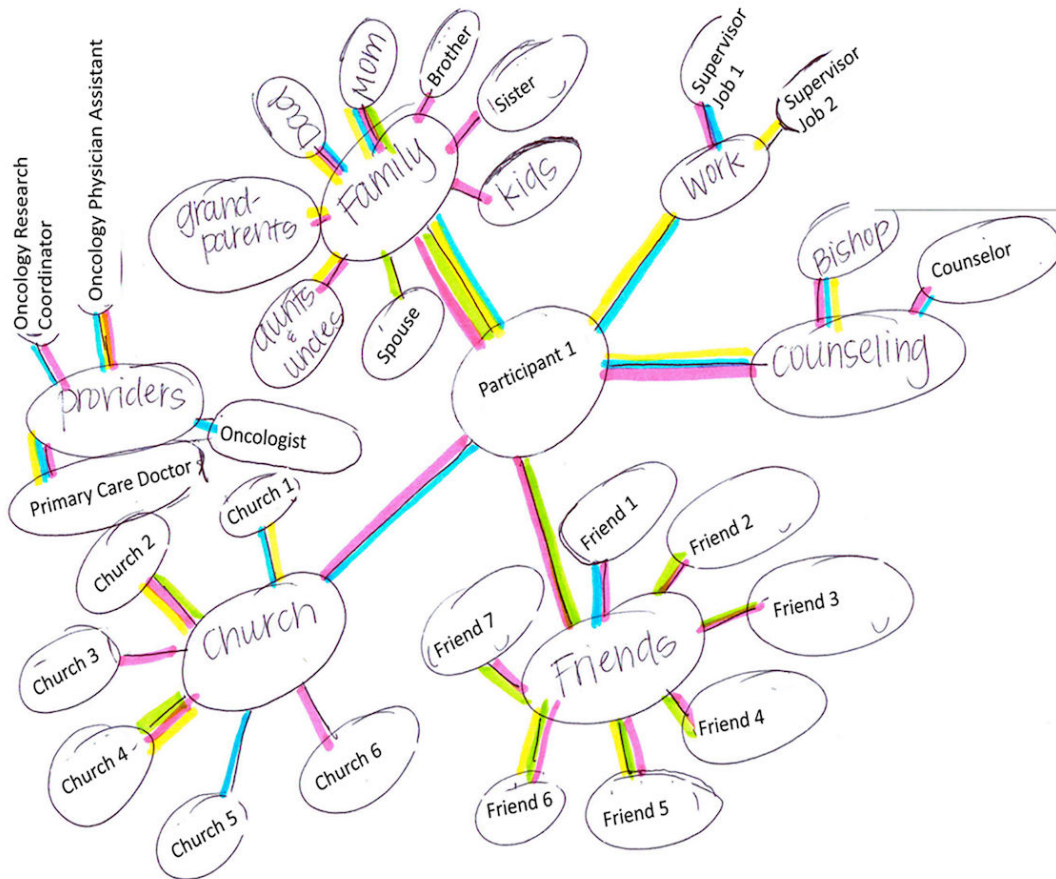 Oncology Research
Coordinator
Oncology Physician Assistant
Dad
Mom
Brother
Sister
kids
grand-
parents
Family
aunts
&
uncles
Spouse
Supervisor
Job 1
Supervisor
Job 2
Work
Bishop
Counselor
counseling
Participant 1
providers
Oncologist
Primary Care Doctor
Church 1
Church 2
Church 3
Church 4
Church 5
Church 6
Church
Friend 1
Friend 2
Friend 3
Friend 4
Friend 5
Friend 6
Friend 7
Friends